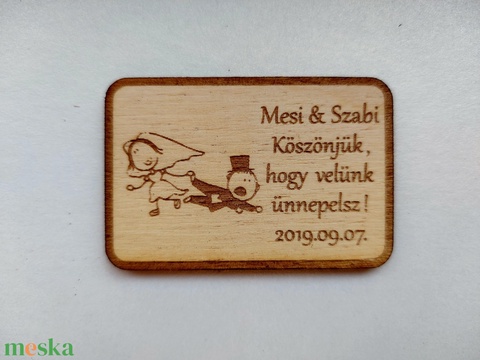 Mesi & Szabi
Köszönjük,
hogy velünk
ünnepelsz!
2019.09.07.
meska